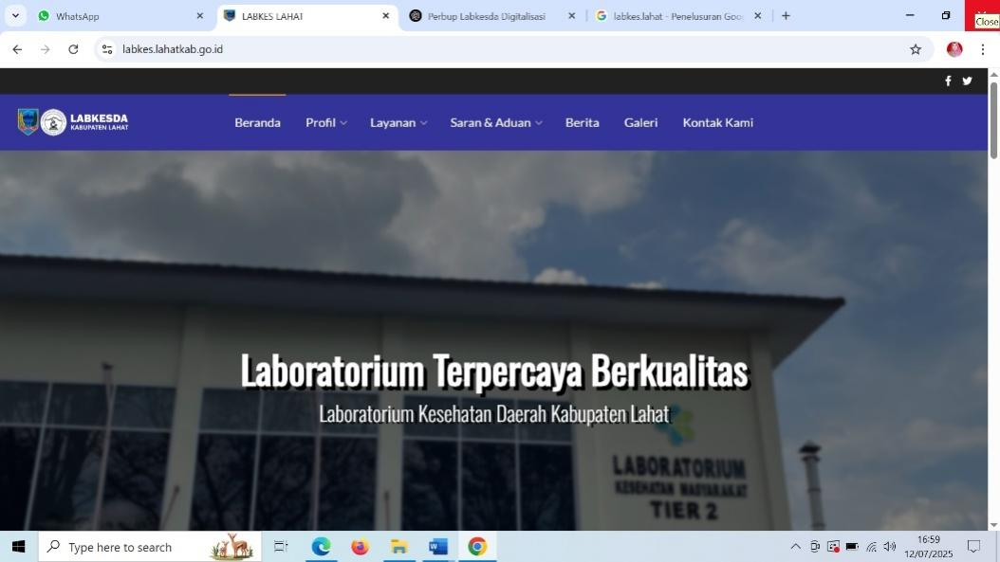 WhatsApp
LABKES LAHAT
Perbup Labkesda Digitalisasi
labkes.lahat - Penelusuran Goo
Close
labkes.lahatkab.go.id
LABKESDA
KABUPATEN LAHAT
Beranda
Profil
Layanan
Saran & Aduan
Berita
Galeri
Kontak Kami
Laboratorium Terpercaya Berkualitas
Laboratorium Kesehatan Daerah Kabupaten Lahat
LABORATORIUM
KESEHATAN MASYARAKAT
TIER 2
Type here to search
16:59
12/07/2025